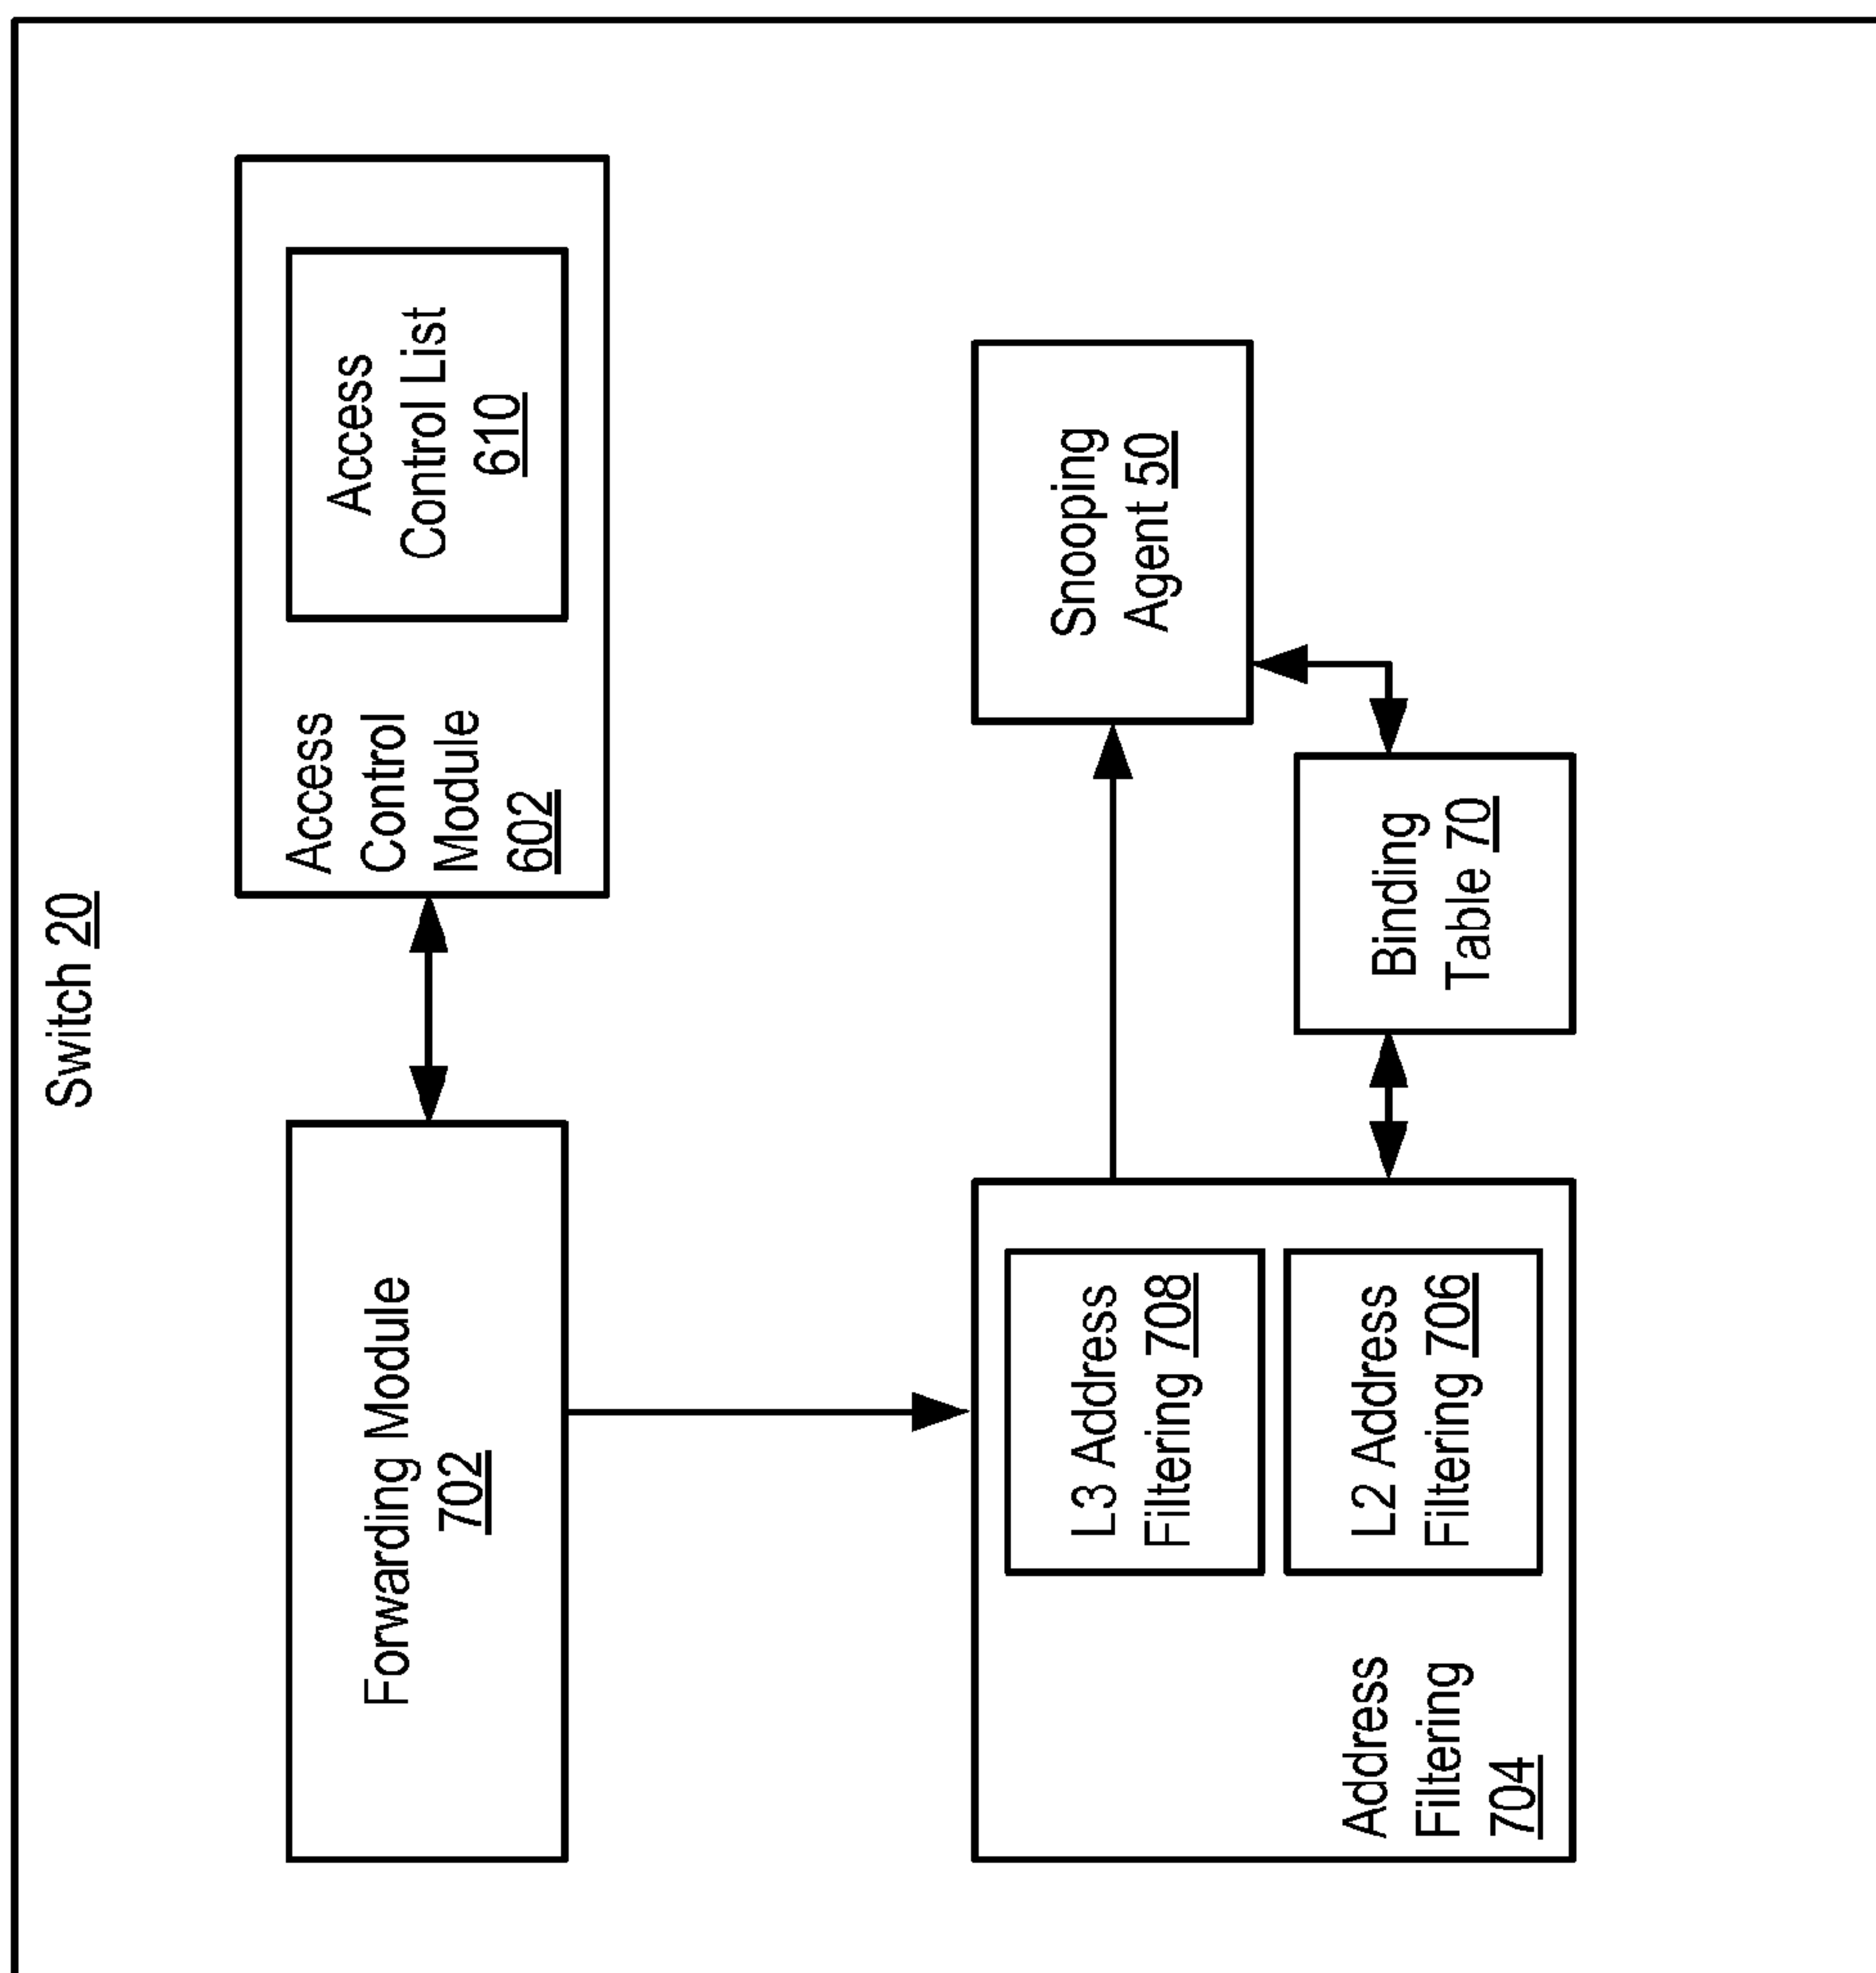 Switch 20
Forwarding Module
702
Access
Control
Module
602
Access
Control List
610
Address
Filtering
704
L3 Address
Filtering 708
L2 Address
Filtering 706
Snooping
Agent 50
Binding
Table 70